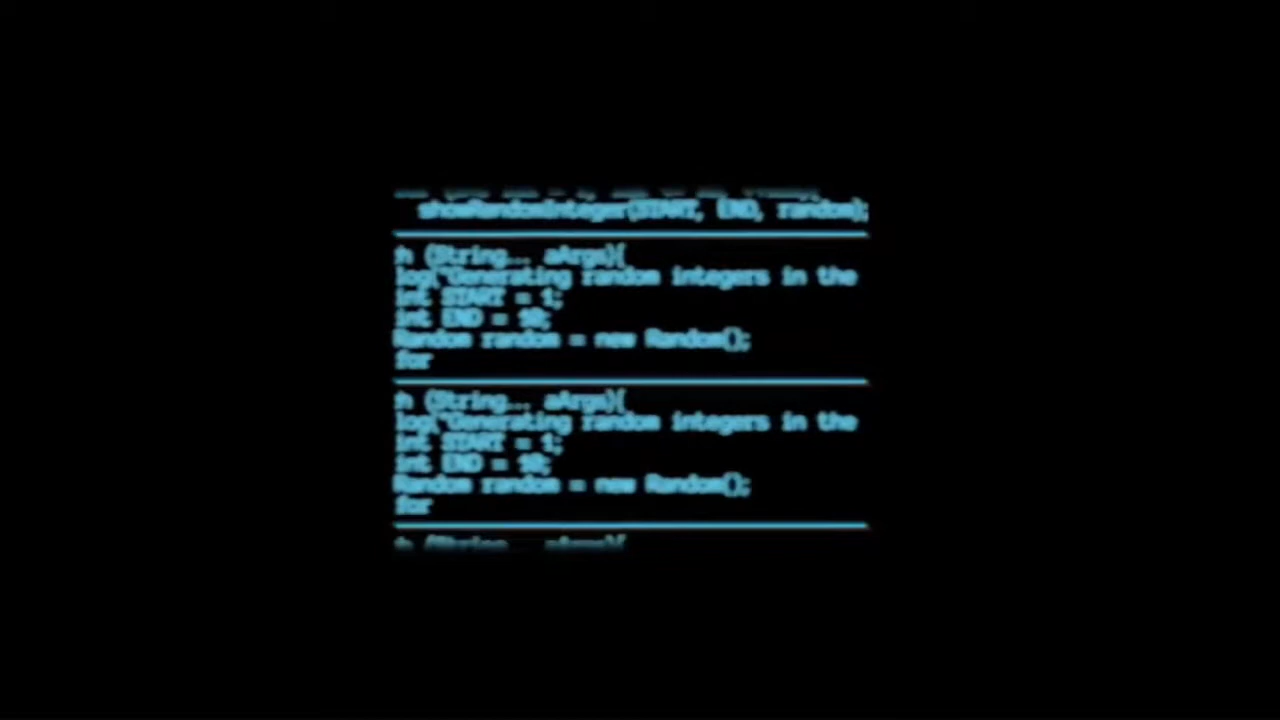 showRandomInteger(START, END, random);
h (String... aArgs){
log("Generating random integers in the
int START = 1;
int END = 10;
Random random = new Random();
for
h (String... aArgs){
log("Generating random integers in the
int START = 1;
int END = 10;
Random random = new Random();
for
h (String... aArgs){